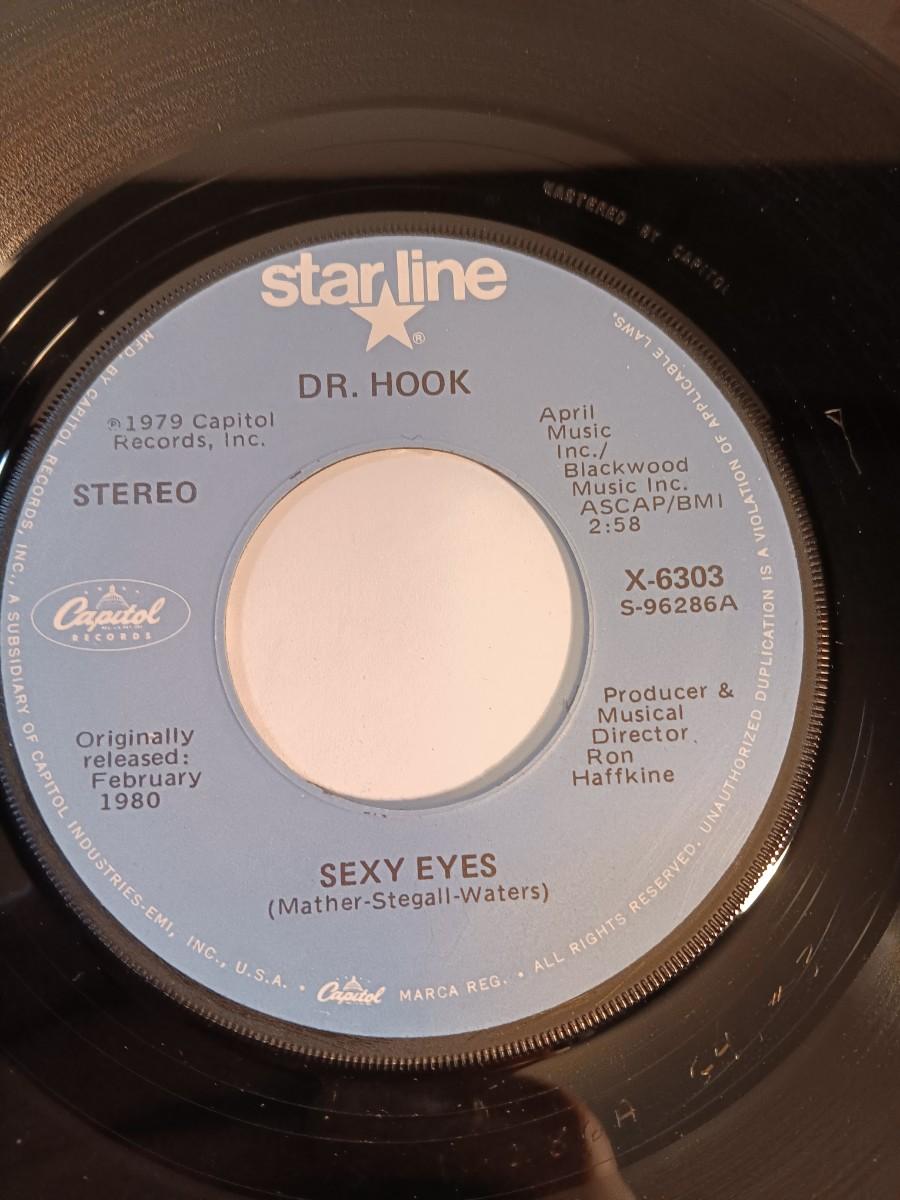 MASTERED BY CAPITOL
starline
®
DR. HOOK
℗1979 Capitol
Records, Inc.
STEREO
April
Music
Inc./
Blackwood
Music Inc.
ASCAP/BMI
2:58
X-6303
S-96286A
Capitol
RECORDS
Producer &
Musical
Director
Ron
Haffkine
Originally
released:
February
1980
SEXY EYES
(Mather-Stegall-Waters)
MFD. BY CAPITOL RECORDS, INC., A SUBSIDIARY OF CAPITOL INDUSTRIES-EMI, INC., U.S.A. • Capitol MARCA REG. • ALL RIGHTS RESERVED. UNAUTHORIZED DUPLICATION IS A VIOLATION OF APPLICABLE LAWS.